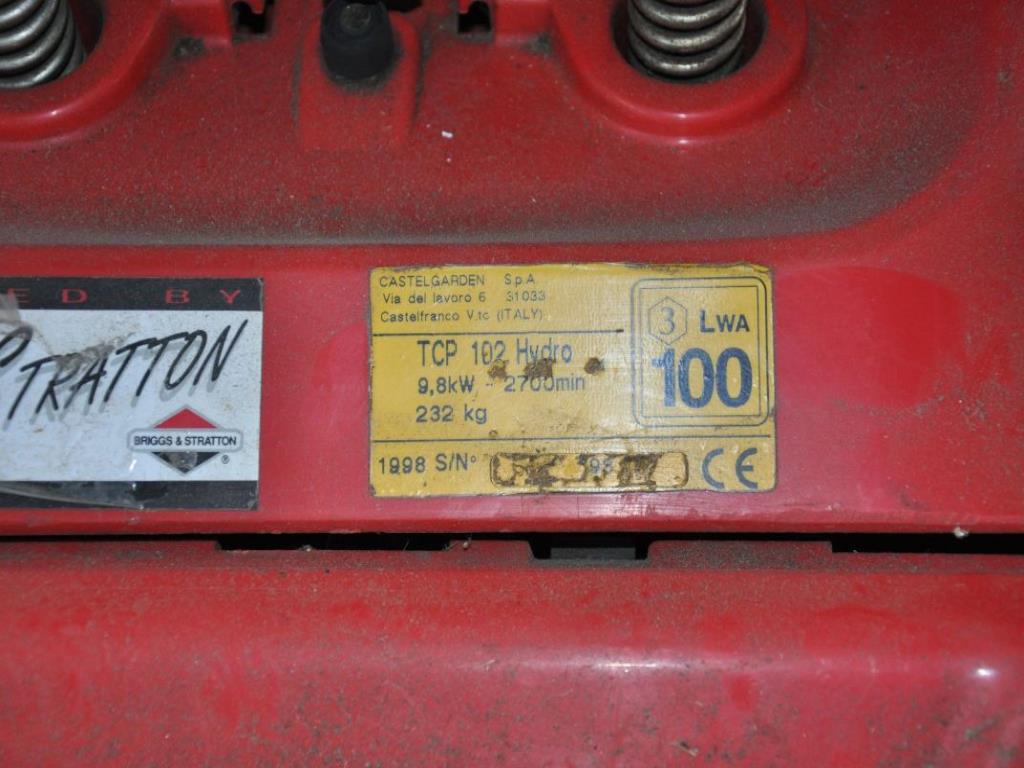 ED BY
STRATTON
BRIGGS & STRATTON
®
CASTELGARDEN S.p.A.
Via del lavoro 6 31033
Castelfranco V.to (ITALY)
TCP 102 Hydro
9,8kW - 2700min
232 kg
3 LWA
100
1998 S/N°
CE